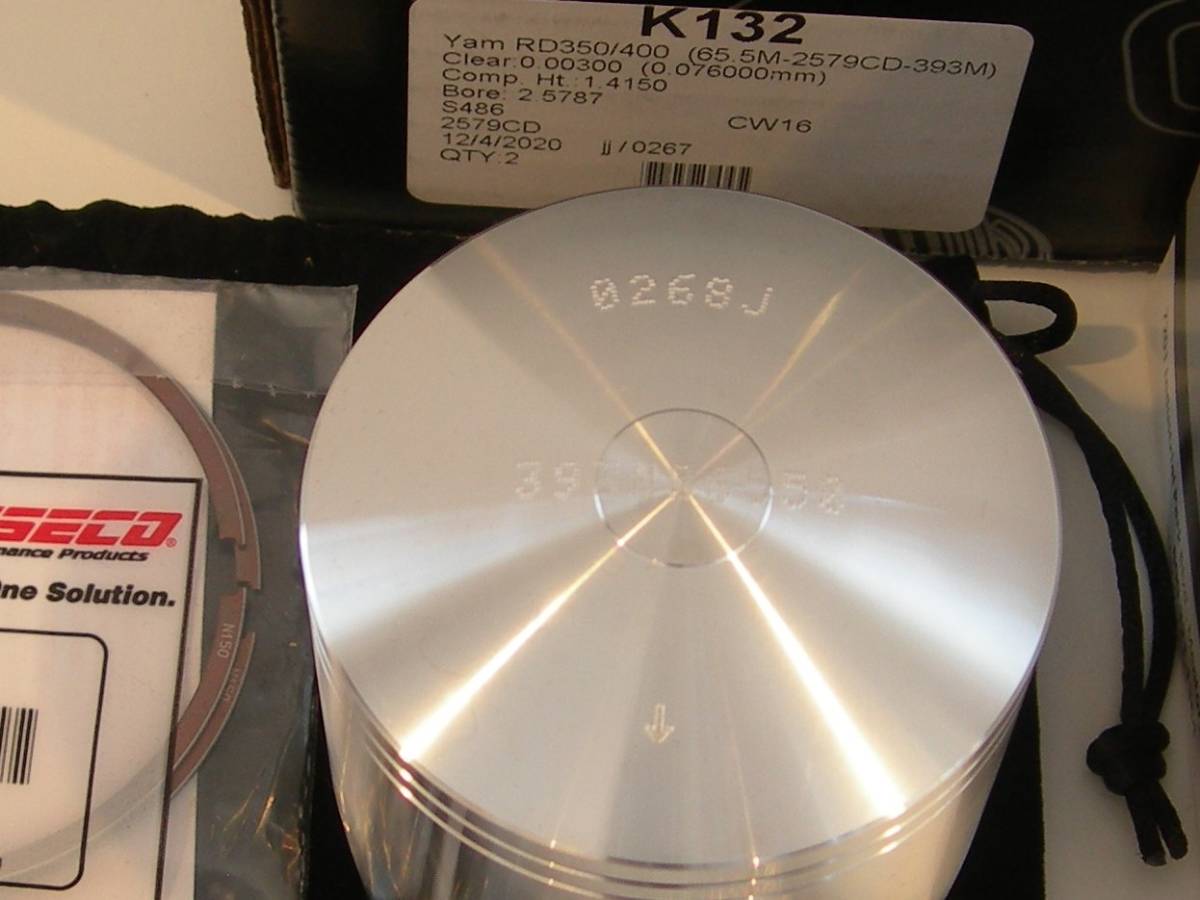 K132
Yam RD350/400 (65.5M-2579CD-393M)
Clear:0.00300 (0.076000mm)
Comp. Ht.:1.4150
Bore: 2.5787
S486
2579CD CW16
12/4/2020 jj/0267
QTY:2
0268J
SECO®
mance Products
One Solution.
N150